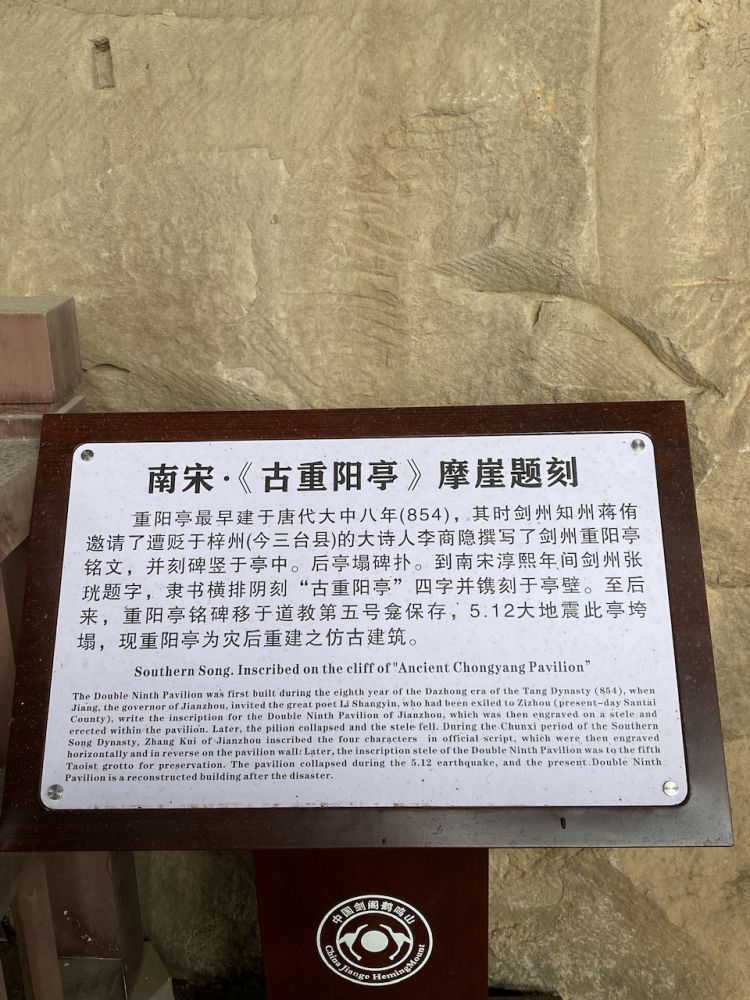 南宋·《古重阳亭》摩崖题刻
重阳亭最早建于唐代大中八年(854)，其时剑州知州蒋侑
邀请了遭贬于梓州(今三台县)的大诗人李商隐撰写了剑州重阳亭
铭文，并刻碑竖于亭中。后亭塌碑扑。到南宋淳熙年间剑州张
珖题字，隶书横排阴刻“古重阳亭”四字并镌刻于亭壁。至后
来，重阳亭铭碑移于道教第五号龛保存，5.12大地震此亭垮
塌，现重阳亭为灾后重建之仿古建筑。
Southern Song. Inscribed on the cliff of "Ancient Chongyang Pavilion”
The Double Ninth Pavilion was first built during the eighth year of the Dazhong era of the Tang Dynasty (854), when
Jiang, the governor of Jianzhou, invited the great poet Li Shangyin, who had been exiled to Zizhou (present-day Santai
County), write the inscription for the Double Ninth Pavilion of Jianzhou, which was then engraved on a stele and
erected within the pavilion. Later, the pilion collapsed and the stele fell. During the Chunxi period of the Southern
Song Dynasty, Zhang Kui of Jianzhou inscribed the four characters in official script, which were then engraved
horizontally and in reverse on the pavilion wall. Later, the inscription stele of the Double Ninth Pavilion was to the fifth
Taoist grotto for preservation. The pavilion collapsed during the 5.12 earthquake, and the present Double Ninth
Pavilion is a reconstructed building after the disaster.
中国剑阁鹤鸣山
China Jiange HemingMount